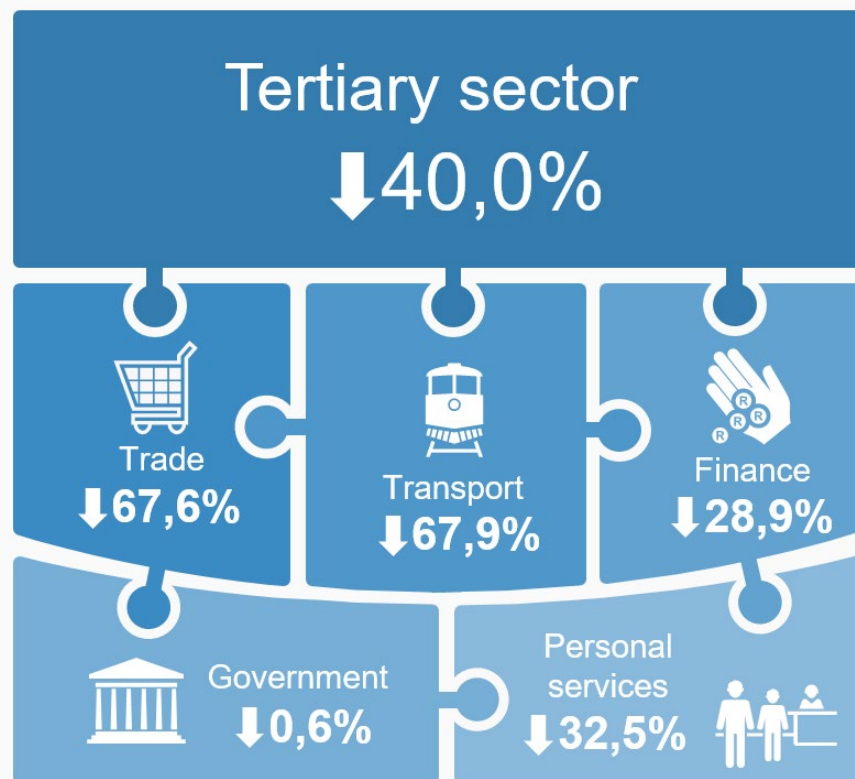 Tertiary sector
⬇40,0%
Trade
⬇67,6%
Transport
⬇67,9%
R
R
R
R
Finance
⬇28,9%
Government
⬇0,6%
Personal
services
⬇32,5%